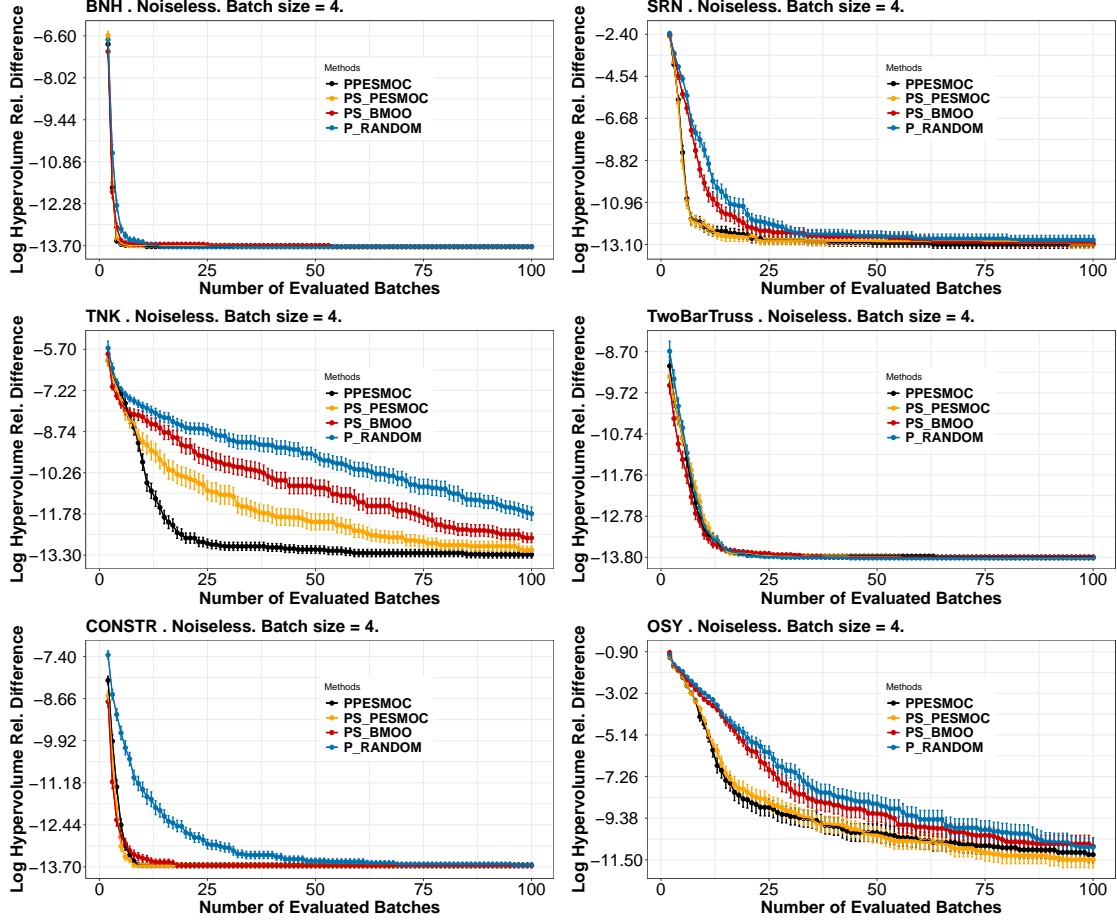 BNH . Noiseless. Batch size = 4.
Log Hypervolume Rel. Difference
−6.60
−8.02
−9.44
−10.86
−12.28
−13.70
Methods
PPESMOC
PS_PESMOC
PS_BMOO
P_RANDOM
0
25
50
75
100
Number of Evaluated Batches
SRN . Noiseless. Batch size = 4.
Log Hypervolume Rel. Difference
−2.40
−4.54
−6.68
−8.82
−10.96
−13.10
Methods
PPESMOC
PS_PESMOC
PS_BMOO
P_RANDOM
0
25
50
75
100
Number of Evaluated Batches
TNK . Noiseless. Batch size = 4.
Log Hypervolume Rel. Difference
−5.70
−7.22
−8.74
−10.26
−11.78
−13.30
Methods
PPESMOC
PS_PESMOC
PS_BMOO
P_RANDOM
0
25
50
75
100
Number of Evaluated Batches
TwoBarTruss . Noiseless. Batch size = 4.
Log Hypervolume Rel. Difference
−8.70
−9.72
−10.74
−11.76
−12.78
−13.80
Methods
PPESMOC
PS_PESMOC
PS_BMOO
P_RANDOM
0
25
50
75
100
Number of Evaluated Batches
CONSTR . Noiseless. Batch size = 4.
Log Hypervolume Rel. Difference
−7.40
−8.66
−9.92
−11.18
−12.44
−13.70
Methods
PPESMOC
PS_PESMOC
PS_BMOO
P_RANDOM
0
25
50
75
100
Number of Evaluated Batches
OSY . Noiseless. Batch size = 4.
Log Hypervolume Rel. Difference
−0.90
−3.02
−5.14
−7.26
−9.38
−11.50
Methods
PPESMOC
PS_PESMOC
PS_BMOO
P_RANDOM
0
25
50
75
100
Number of Evaluated Batches